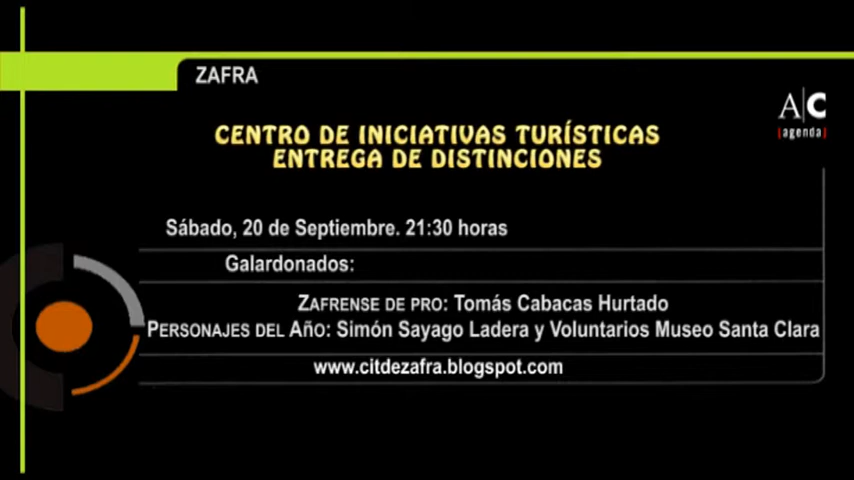 ZAFRA
A|C
[agenda]
CENTRO DE INICIATIVAS TURÍSTICAS
ENTREGA DE DISTINCIONES
Sábado, 20 de Septiembre. 21:30 horas
Galardonados:
ZAFRENSE DE PRO: Tomás Cabacas Hurtado
PERSONAJES DEL AÑO: Simón Sayago Ladera y Voluntarios Museo Santa Clara
www.citdezafra.blogspot.com